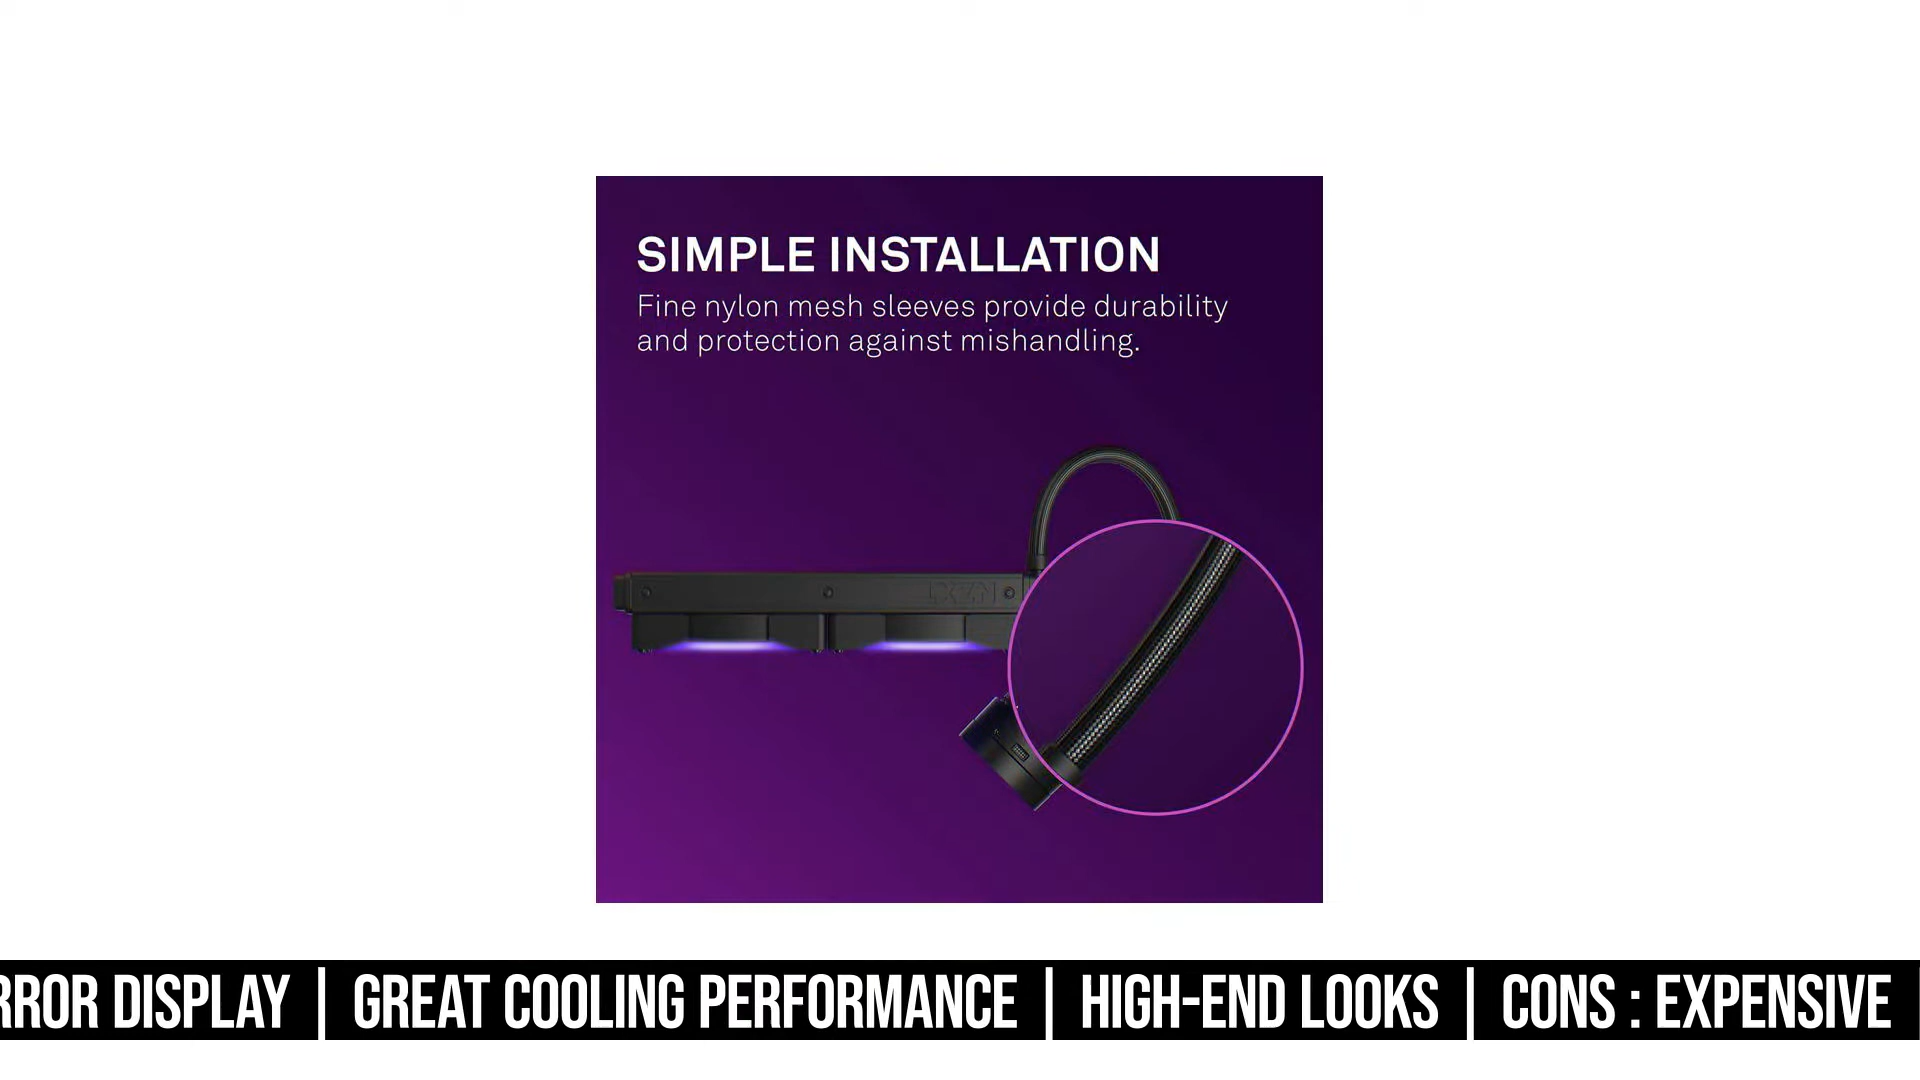 SIMPLE INSTALLATION
Fine nylon mesh sleeves provide durability
and protection against mishandling.
NZXT
RROR DISPLAY | GREAT COOLING PERFORMANCE | HIGH-END LOOKS | CONS : EXPENSIVE